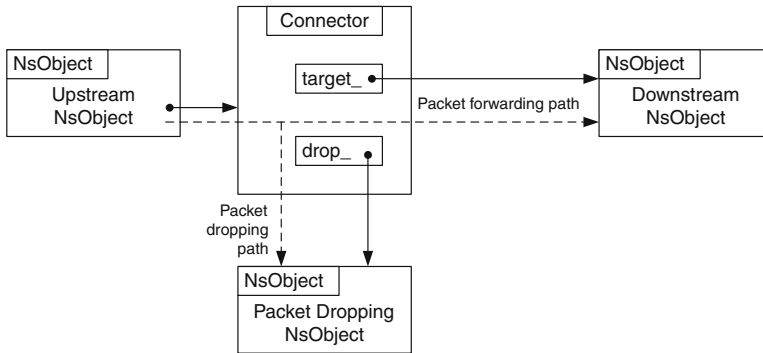 Connector
NsObject
Upstream
NsObject
target_
NsObject
Downstream
NsObject
Packet forwarding path
drop_
Packet
dropping
path
NsObject
Packet Dropping
NsObject